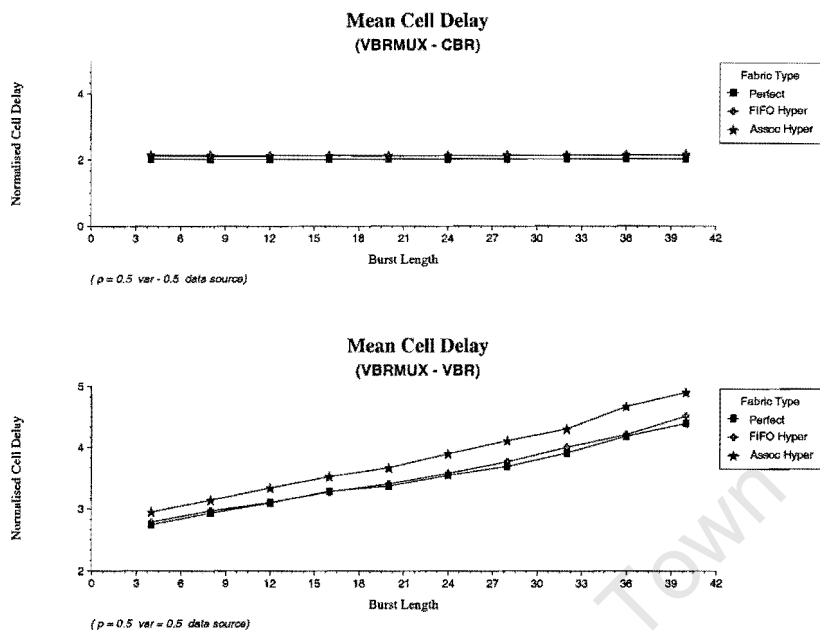 Mean Cell Delay
(VBRMUX - CBR)
Normalised Cell Delay
4
2
0
0 3 6 9 12 15 18 21 24 27 30 33 36 39 42
Burst Length
( p = 0.5 var - 0.5 data source)
Fabric Type
Perfect
FIFO Hyper
Assoc Hyper
Mean Cell Delay
(VBRMUX - VBR)
Normalised Cell Delay
5
4
3
2
0 3 6 9 12 15 18 21 24 27 30 33 36 39 42
Burst Length
( p = 0.5 var = 0.5 data source)
Fabric Type
Perfect
FIFO Hyper
Assoc Hyper
Town